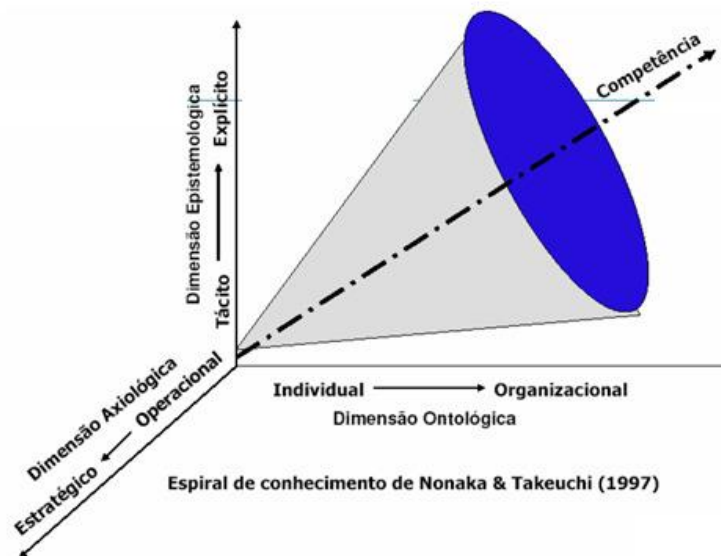 Dimensão Epistemológica
Tácito → Explícito
Competência
Dimensão Axiológica
Operacional
Estratégico
Individual → Organizacional
Dimensão Ontológica
Espiral de conhecimento de Nonaka & Takeuchi (1997)